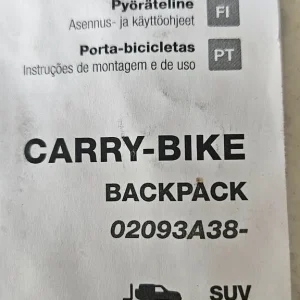 Pyöräteline
Asennus- ja käyttöohjeet FI
Porta-bicicletas
Instruções de montagem e de uso PT
CARRY-BIKE
BACKPACK
02093A38-
SUV